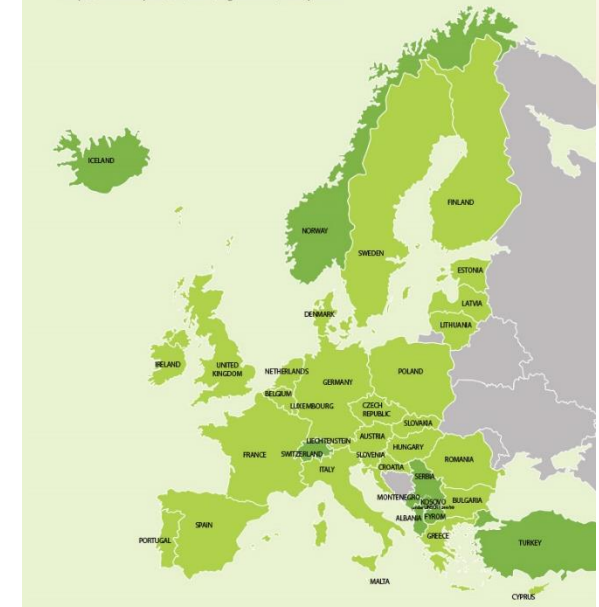 ICELAND
FINLAND
NORWAY
SWEDEN
ESTONIA
LATVIA
DENMARK
LITHUANIA
IRELAND
UNITED
KINGDOM
NETHERLANDS
POLAND
GERMANY
BELGIUM
LUXEMBOURG
CZECH
REPUBLIC
SLOVAKIA
AUSTRIA
LIECHTENSTEIN
HUNGARY
FRANCE
SWITZERLAND
SLOVENIA
ROMANIA
CROATIA
ITALY
SERBIA
MONTENEGRO
KOSOVO
BULGARIA
ALBANIA
FYROM
SPAIN
GREECE
PORTUGAL
TURKEY
MALTA
CYPRUS